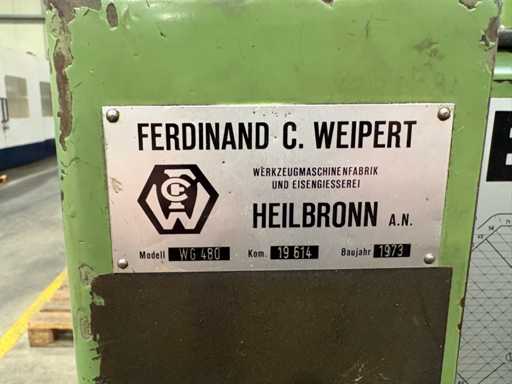 FERDINAND C. WEIPERT
WERKZEUGMASCHINENFABRIK
UND EISENGIESSEREI
HEILBRONN A.N.
Modell WG 480 Kom. 19 614 Baujahr 1973